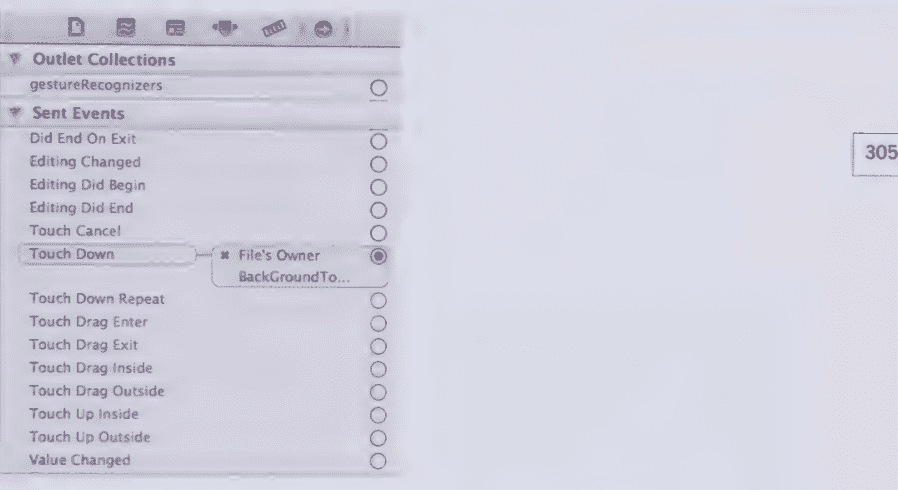 Outlet Collections
gestureRecognizers
Sent Events
Did End On Exit
Editing Changed
Editing Did Begin
Editing Did End
Touch Cancel
Touch Down
✖ File's Owner
BackGroundTo...
Touch Down Repeat
Touch Drag Enter
Touch Drag Exit
Touch Drag Inside
Touch Drag Outside
Touch Up Inside
Touch Up Outside
Value Changed
305